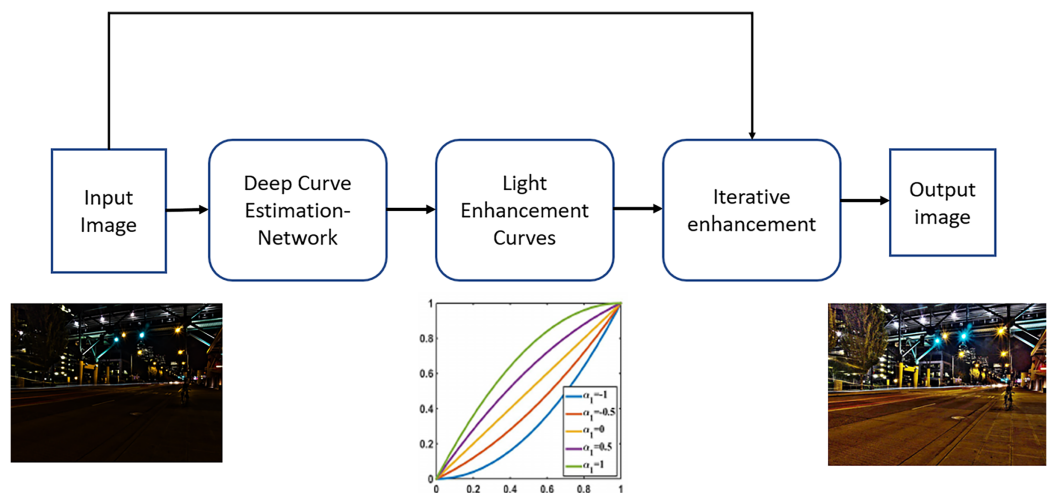 Input
Image
Deep Curve
Estimation-
Network
Light
Enhancement
Curves
Iterative
enhancement
Output
image
1
0.8
0.6
0.4
0.2
0
α1=-1
α1=-0.5
α1=0
α1=0.5
α1=1
0 0.2 0.4 0.6 0.8 1